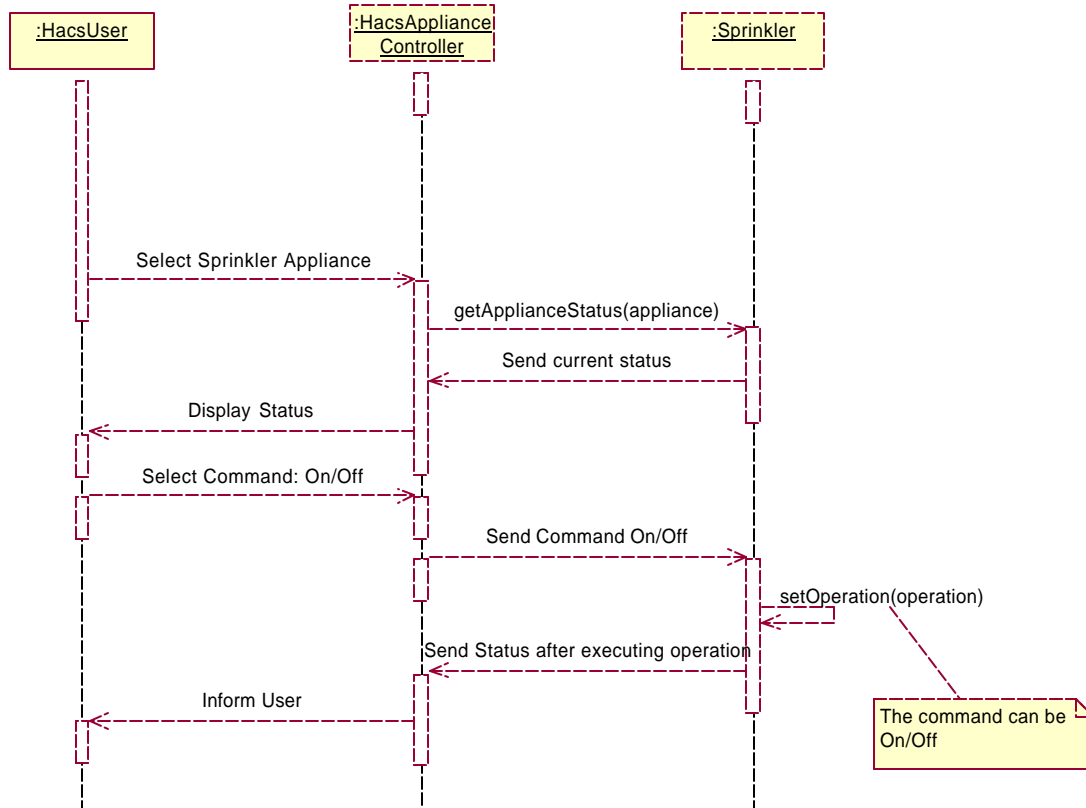 :HacsUser
:HacsAppliance
Controller
:Sprinkler
Select Sprinkler Appliance
getApplianceStatus(appliance)
Send current status
Display Status
Select Command: On/Off
Send Command On/Off
setOperation(operation)
Send Status after executing operation
Inform User
The command can be
On/Off